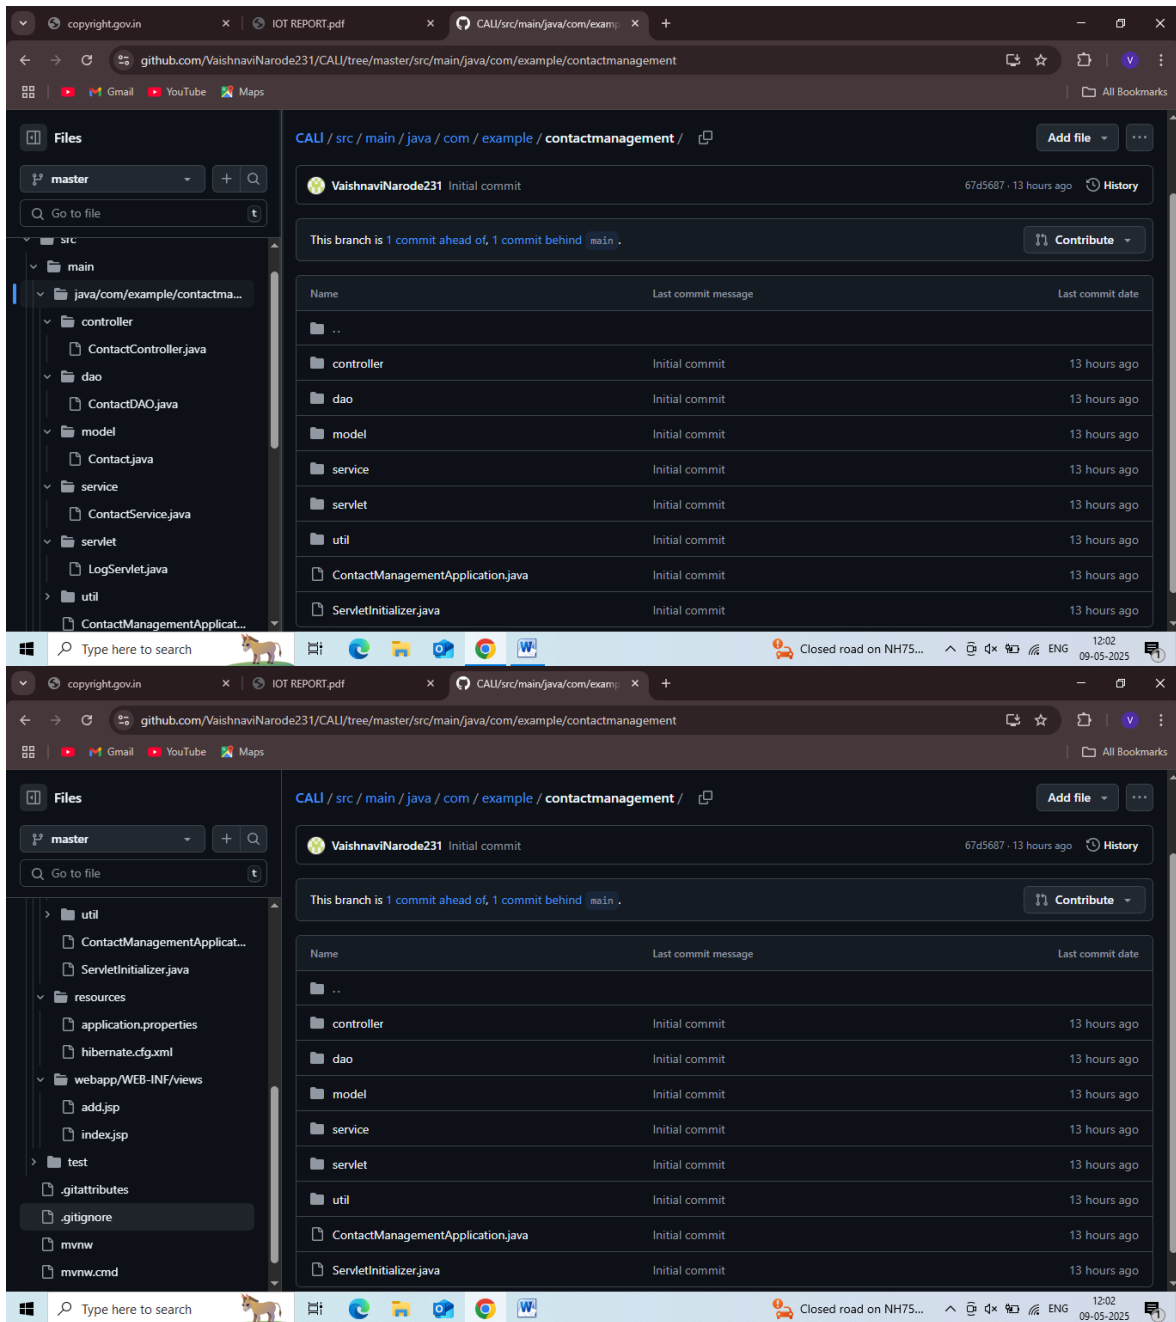 copyright.gov.in
IOT REPORT.pdf
CALI/src/main/java/com/examp
github.com/VaishnaviNarode231/CALI/tree/master/src/main/java/com/example/contactmanagement
V
Gmail
YouTube
Maps
All Bookmarks
Files
master
Go to file
t
src
main
java/com/example/contactma...
controller
ContactController.java
dao
ContactDAO.java
model
Contact.java
service
ContactService.java
servlet
LogServlet.java
util
ContactManagementApplicat...
CALI / src / main / java / com / example / contactmanagement /
Add file
VaishnaviNarode231 Initial commit
67d5687 · 13 hours ago
History
This branch is 1 commit ahead of, 1 commit behind main .
Contribute
Name Last commit message Last commit date
..
controller Initial commit 13 hours ago
dao Initial commit 13 hours ago
model Initial commit 13 hours ago
service Initial commit 13 hours ago
servlet Initial commit 13 hours ago
util Initial commit 13 hours ago
ContactManagementApplication.java Initial commit 13 hours ago
ServletInitializer.java Initial commit 13 hours ago
Type here to search
Closed road on NH75...
ENG
12:02
09-05-2025
1
copyright.gov.in
IOT REPORT.pdf
CALI/src/main/java/com/examp
github.com/VaishnaviNarode231/CALI/tree/master/src/main/java/com/example/contactmanagement
V
Gmail
YouTube
Maps
All Bookmarks
Files
master
Go to file
t
util
ContactManagementApplicat...
ServletInitializer.java
resources
application.properties
hibernate.cfg.xml
webapp/WEB-INF/views
add.jsp
index.jsp
test
.gitattributes
.gitignore
mvnw
mvnw.cmd
CALI / src / main / java / com / example / contactmanagement /
Add file
VaishnaviNarode231 Initial commit
67d5687 · 13 hours ago
History
This branch is 1 commit ahead of, 1 commit behind main .
Contribute
Name Last commit message Last commit date
..
controller Initial commit 13 hours ago
dao Initial commit 13 hours ago
model Initial commit 13 hours ago
service Initial commit 13 hours ago
servlet Initial commit 13 hours ago
util Initial commit 13 hours ago
ContactManagementApplication.java Initial commit 13 hours ago
ServletInitializer.java Initial commit 13 hours ago
Type here to search
Closed road on NH75...
ENG
12:02
09-05-2025
1